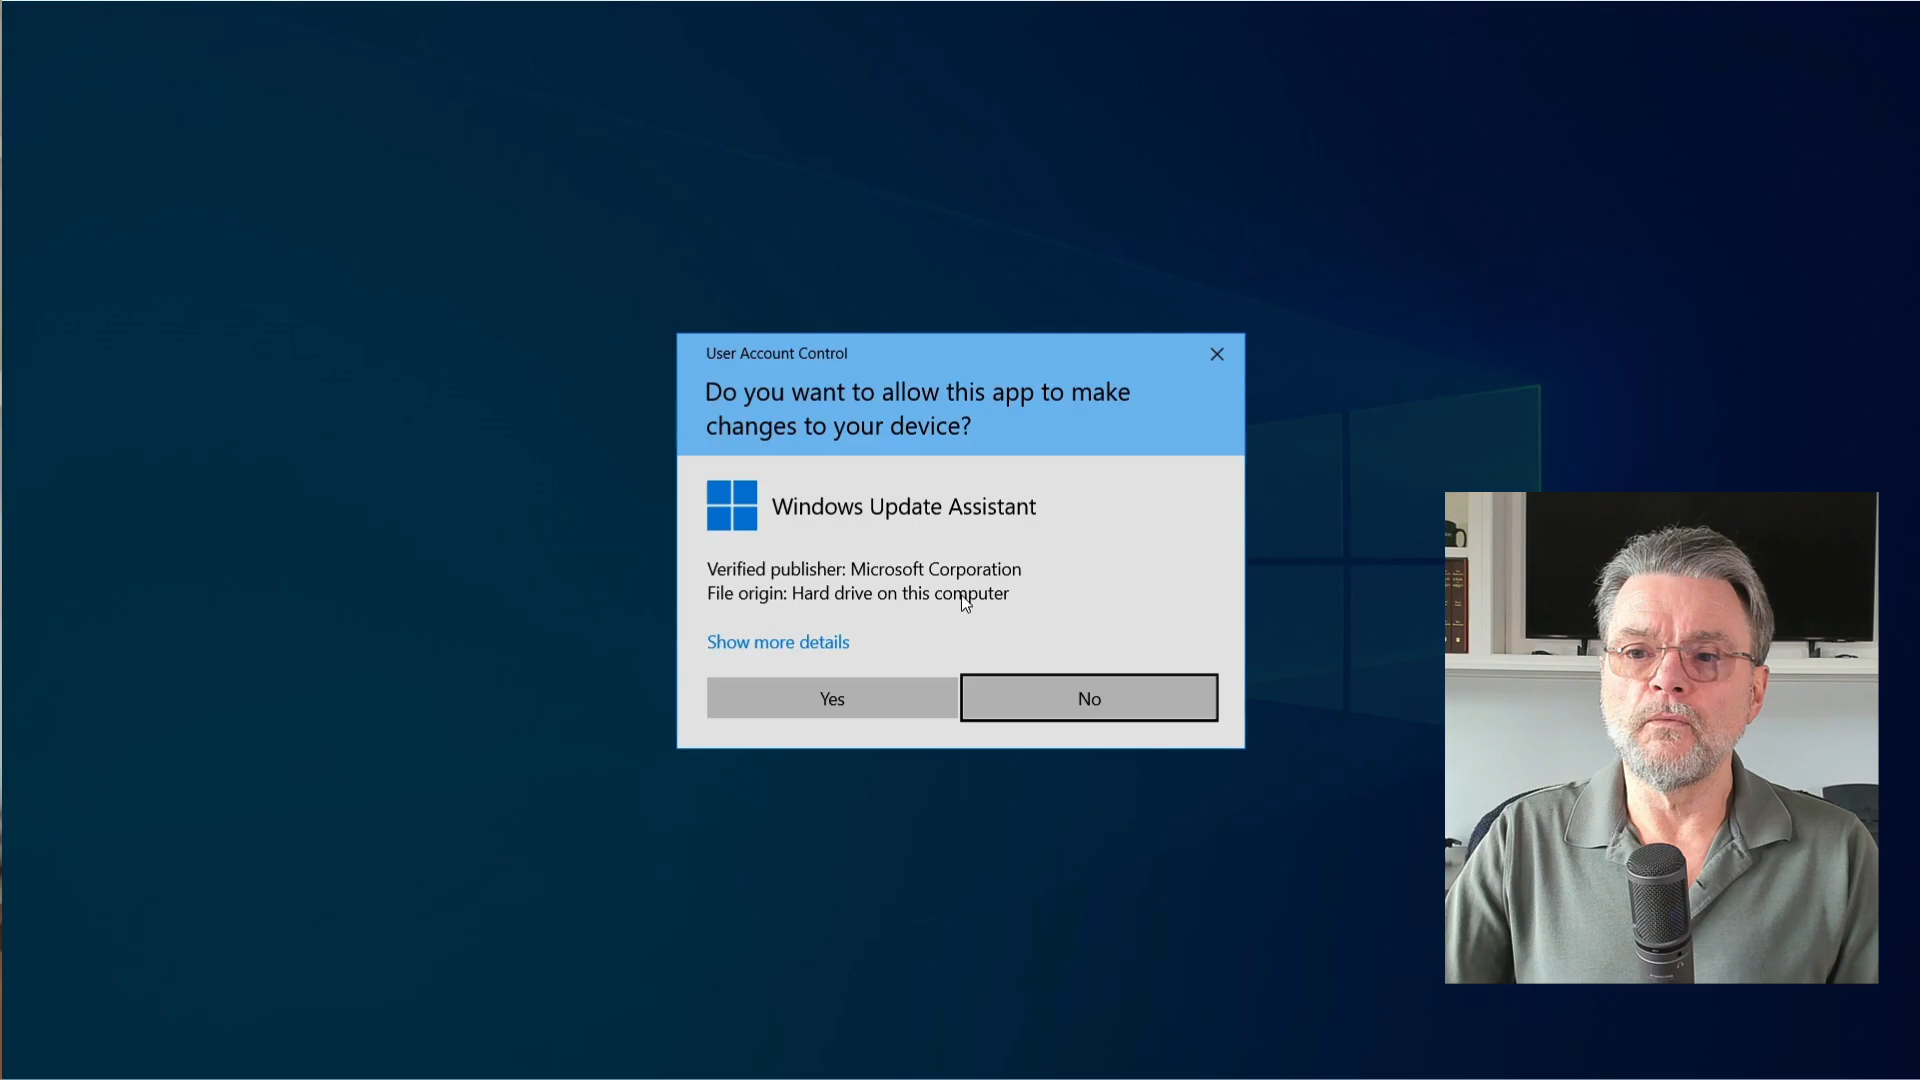 User Account Control
Do you want to allow this app to make
changes to your device?
Windows Update Assistant
Verified publisher: Microsoft Corporation
File origin: Hard drive on this computer
Show more details
Yes
No